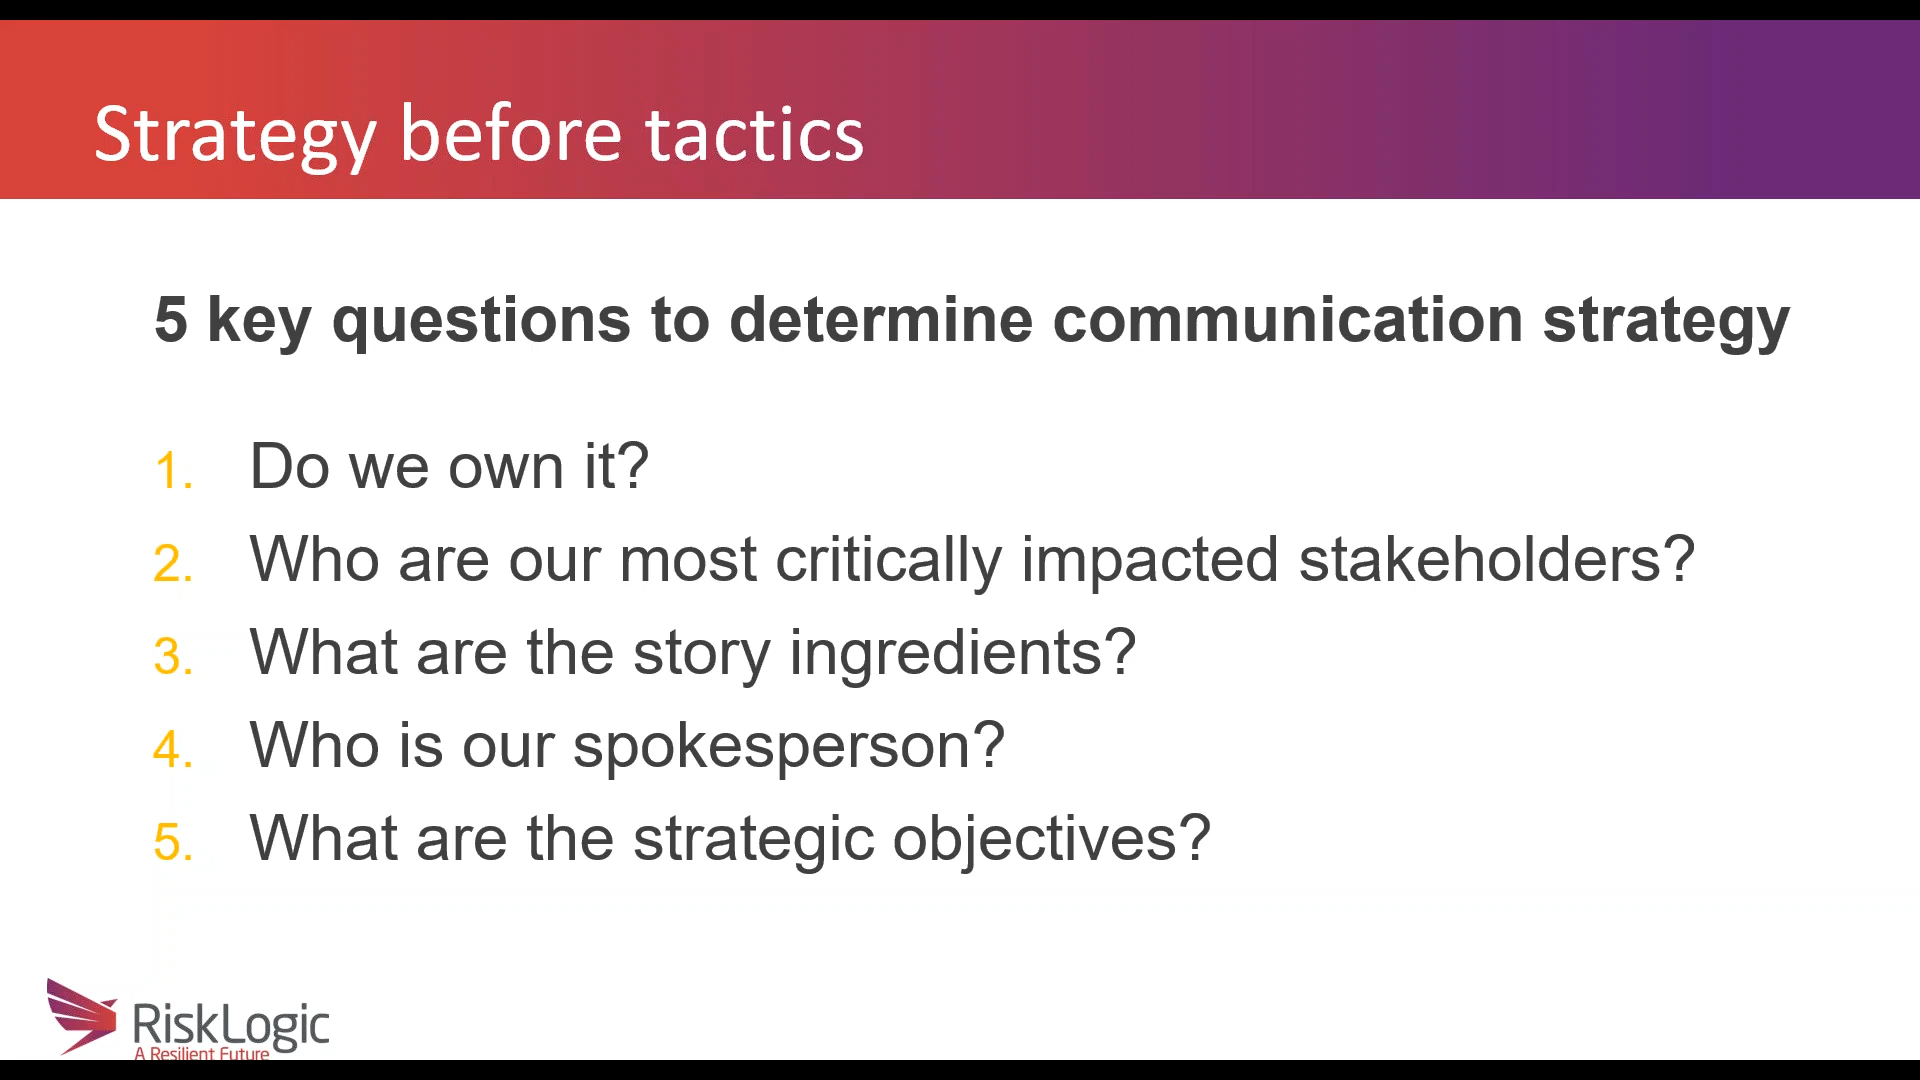 Strategy before tactics
5 key questions to determine communication strategy
1. Do we own it?
2. Who are our most critically impacted stakeholders?
3. What are the story ingredients?
4. Who is our spokesperson?
5. What are the strategic objectives?
RiskLogic
A Resilient Future